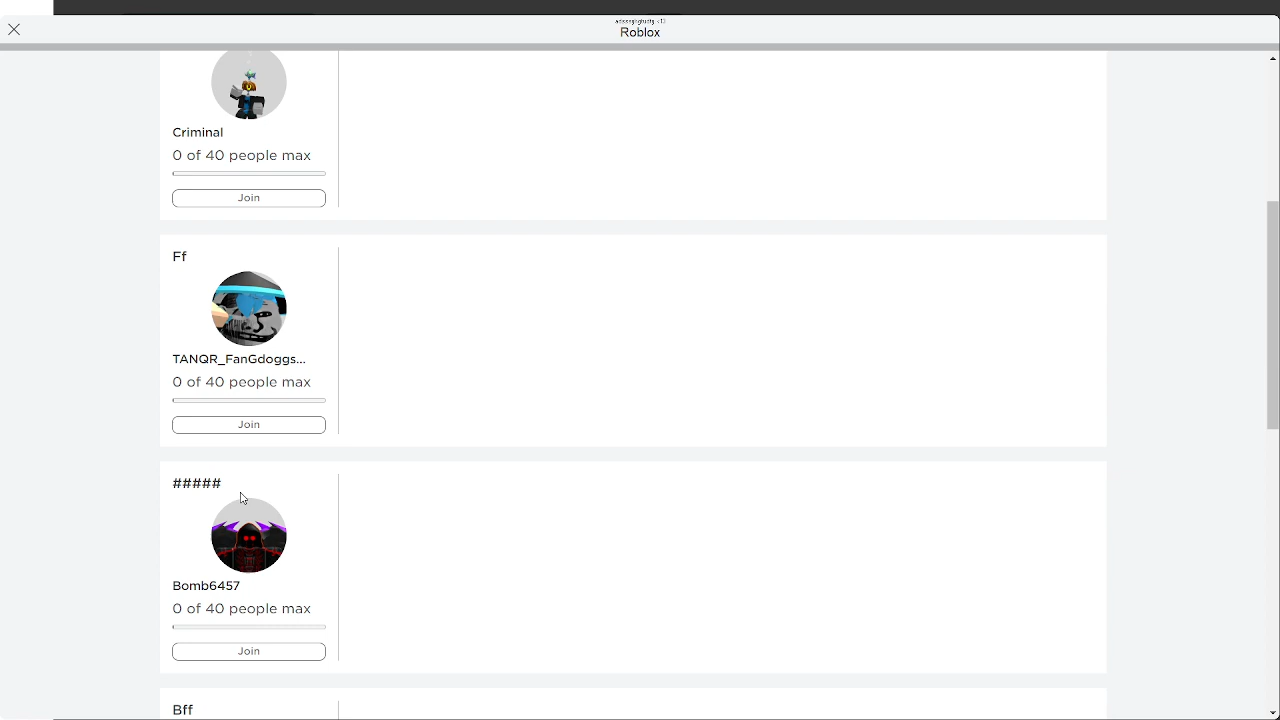 Roblox
Criminal
0 of 40 people max
Join
Ff
TANQR_FanGdoggs...
0 of 40 people max
Join
#####
Bomb6457
0 of 40 people max
Join
Bff